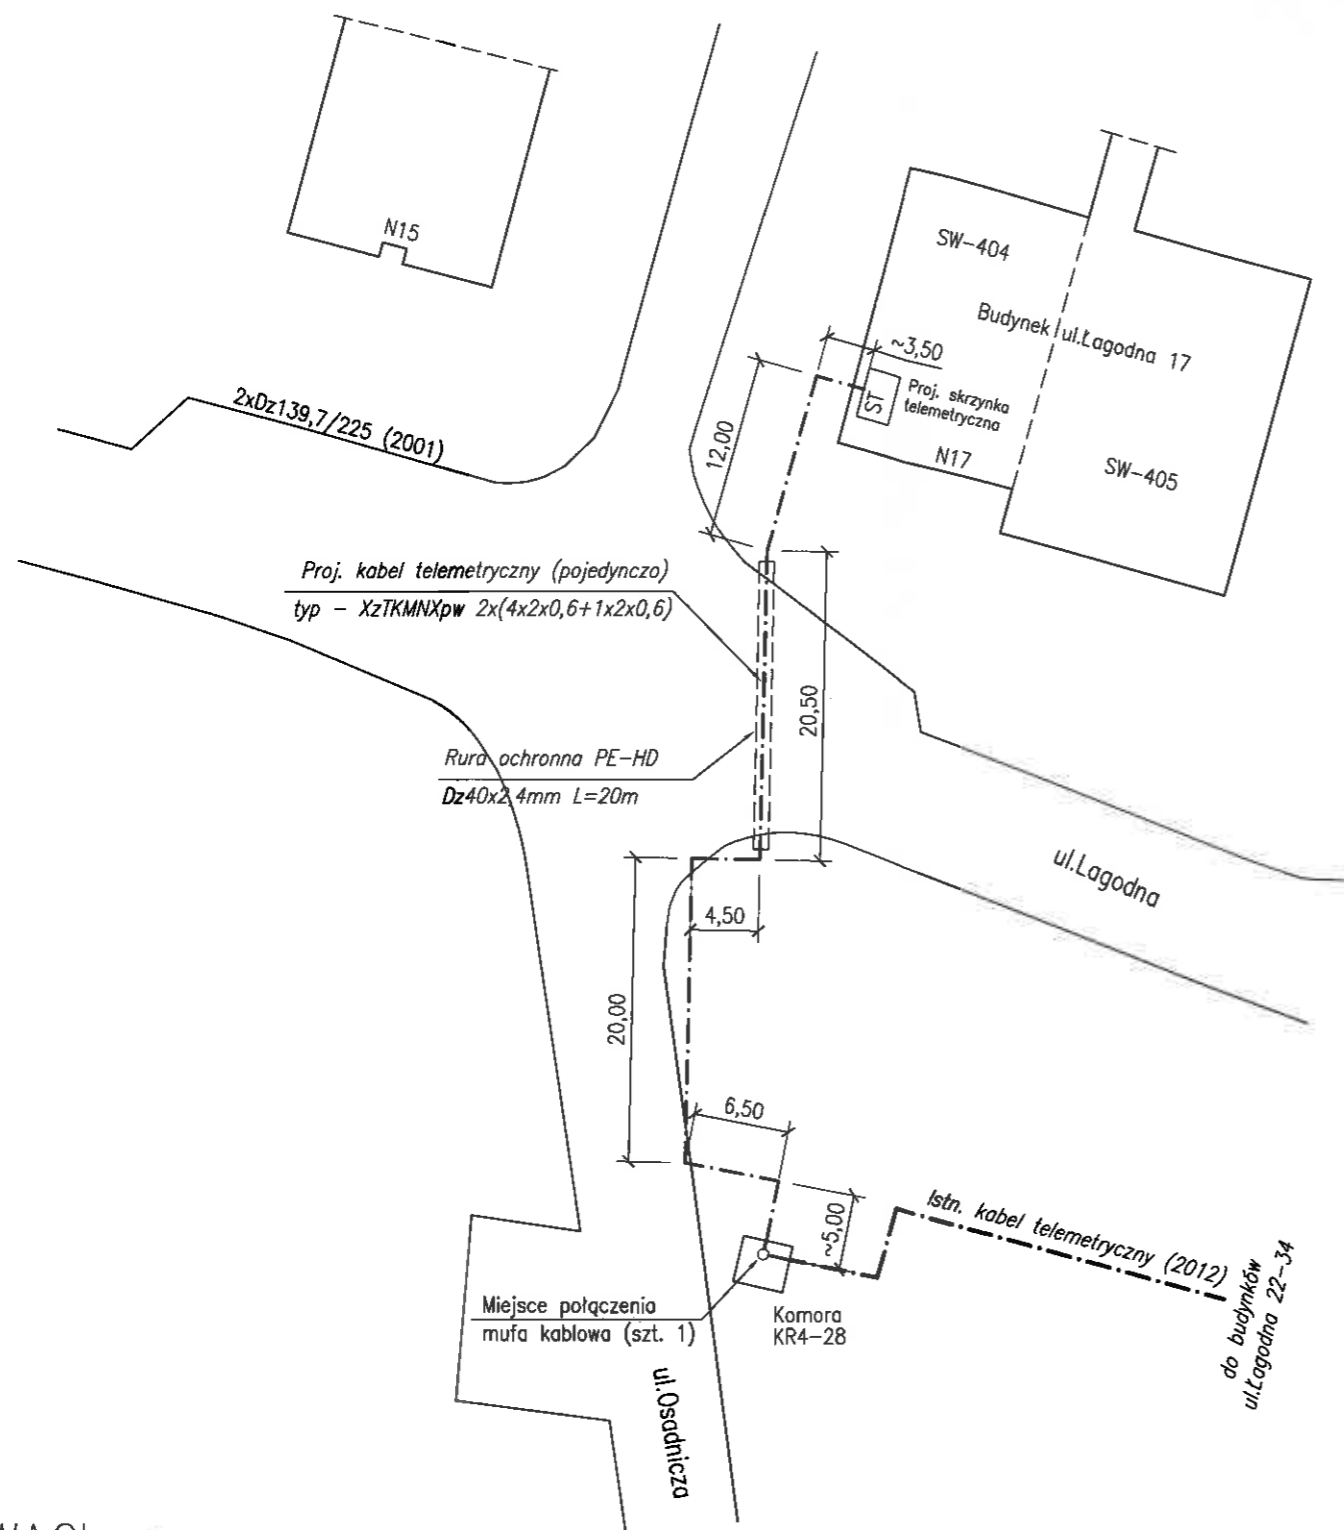 N15
SW-404
Budynek ul.Łagodna 17
~3,50
ST
Proj. skrzynka
telemetryczna
N17
SW-405
2xDz139,7/225 (2001)
12,00
Proj. kabel telemetryczny (pojedynczo)
typ - XzTKMNXpw 2x(4x2x0,6+1x2x0,6)
20,50
Rura ochronna PE-HD
Dz40x2,4mm L=20m
ul.Łagodna
4,50
20,00
6,50
~5,00
Istn. kabel telemetryczny (2012)
do budynków
ul.Łagodna 22-34
Miejsce połączenia
mufa kablowa (szt. 1)
Komora
KR4-28
ul.Osadnicza